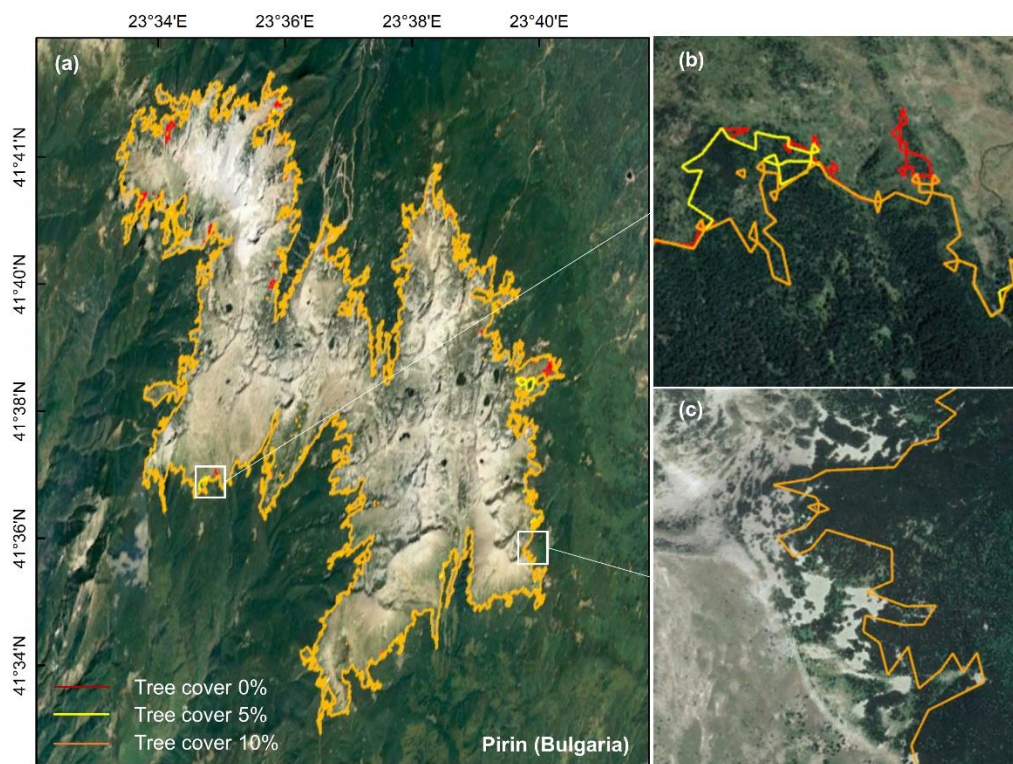 23°34'E 23°36'E 23°38'E 23°40'E
(a)
41°41'N
41°40'N
41°38'N
41°36'N
41°34'N
Tree cover 0%
Tree cover 5%
Tree cover 10%
Pirin (Bulgaria)
(b)
(c)